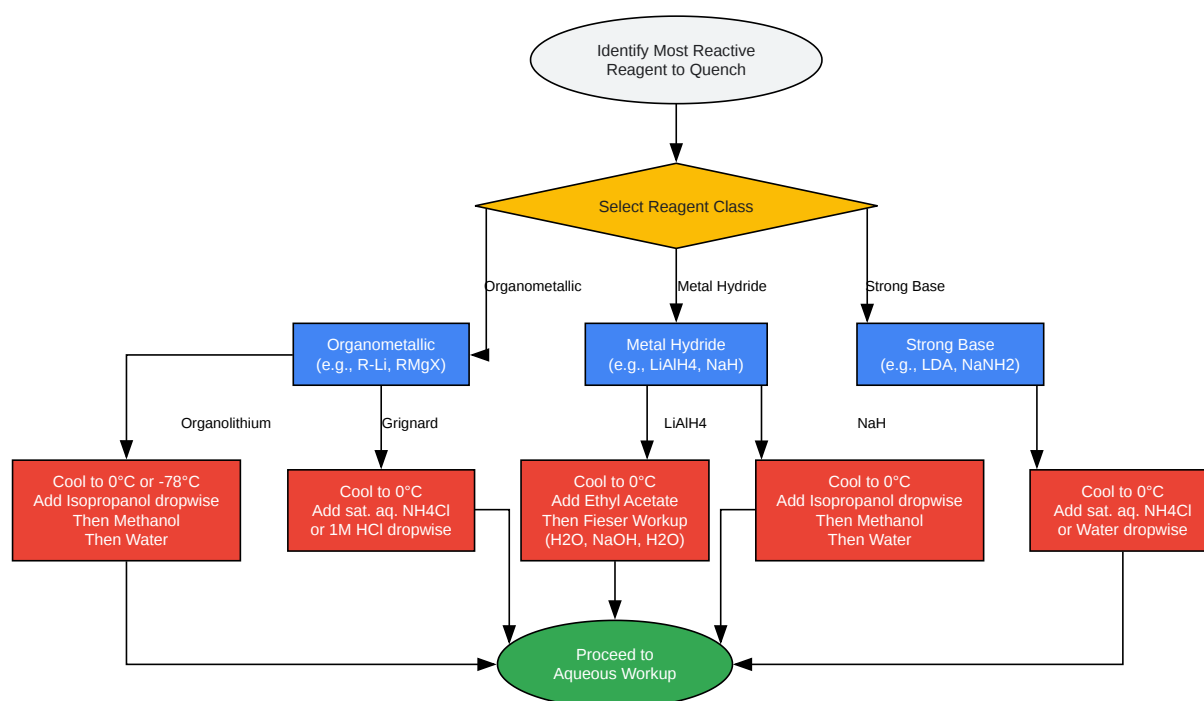 Identify Most Reactive
Reagent to Quench
Select Reagent Class
Organometallic
Metal Hydride
Strong Base
Organometallic
(e.g., R-Li, RMgX)
Metal Hydride
(e.g., LiAlH4, NaH)
Strong Base
(e.g., LDA, NaNH2)
Organolithium
Grignard
LiAlH4
NaH
Cool to 0°C or -78°C
Add Isopropanol dropwise
Then Methanol
Then Water
Cool to 0°C
Add sat. aq. NH4Cl
or 1M HCl dropwise
Cool to 0°C
Add Ethyl Acetate
Then Fieser Workup
(H2O, NaOH, H2O)
Cool to 0°C
Add Isopropanol dropwise
Then Methanol
Then Water
Cool to 0°C
Add sat. aq. NH4Cl
or Water dropwise
Proceed to
Aqueous Workup